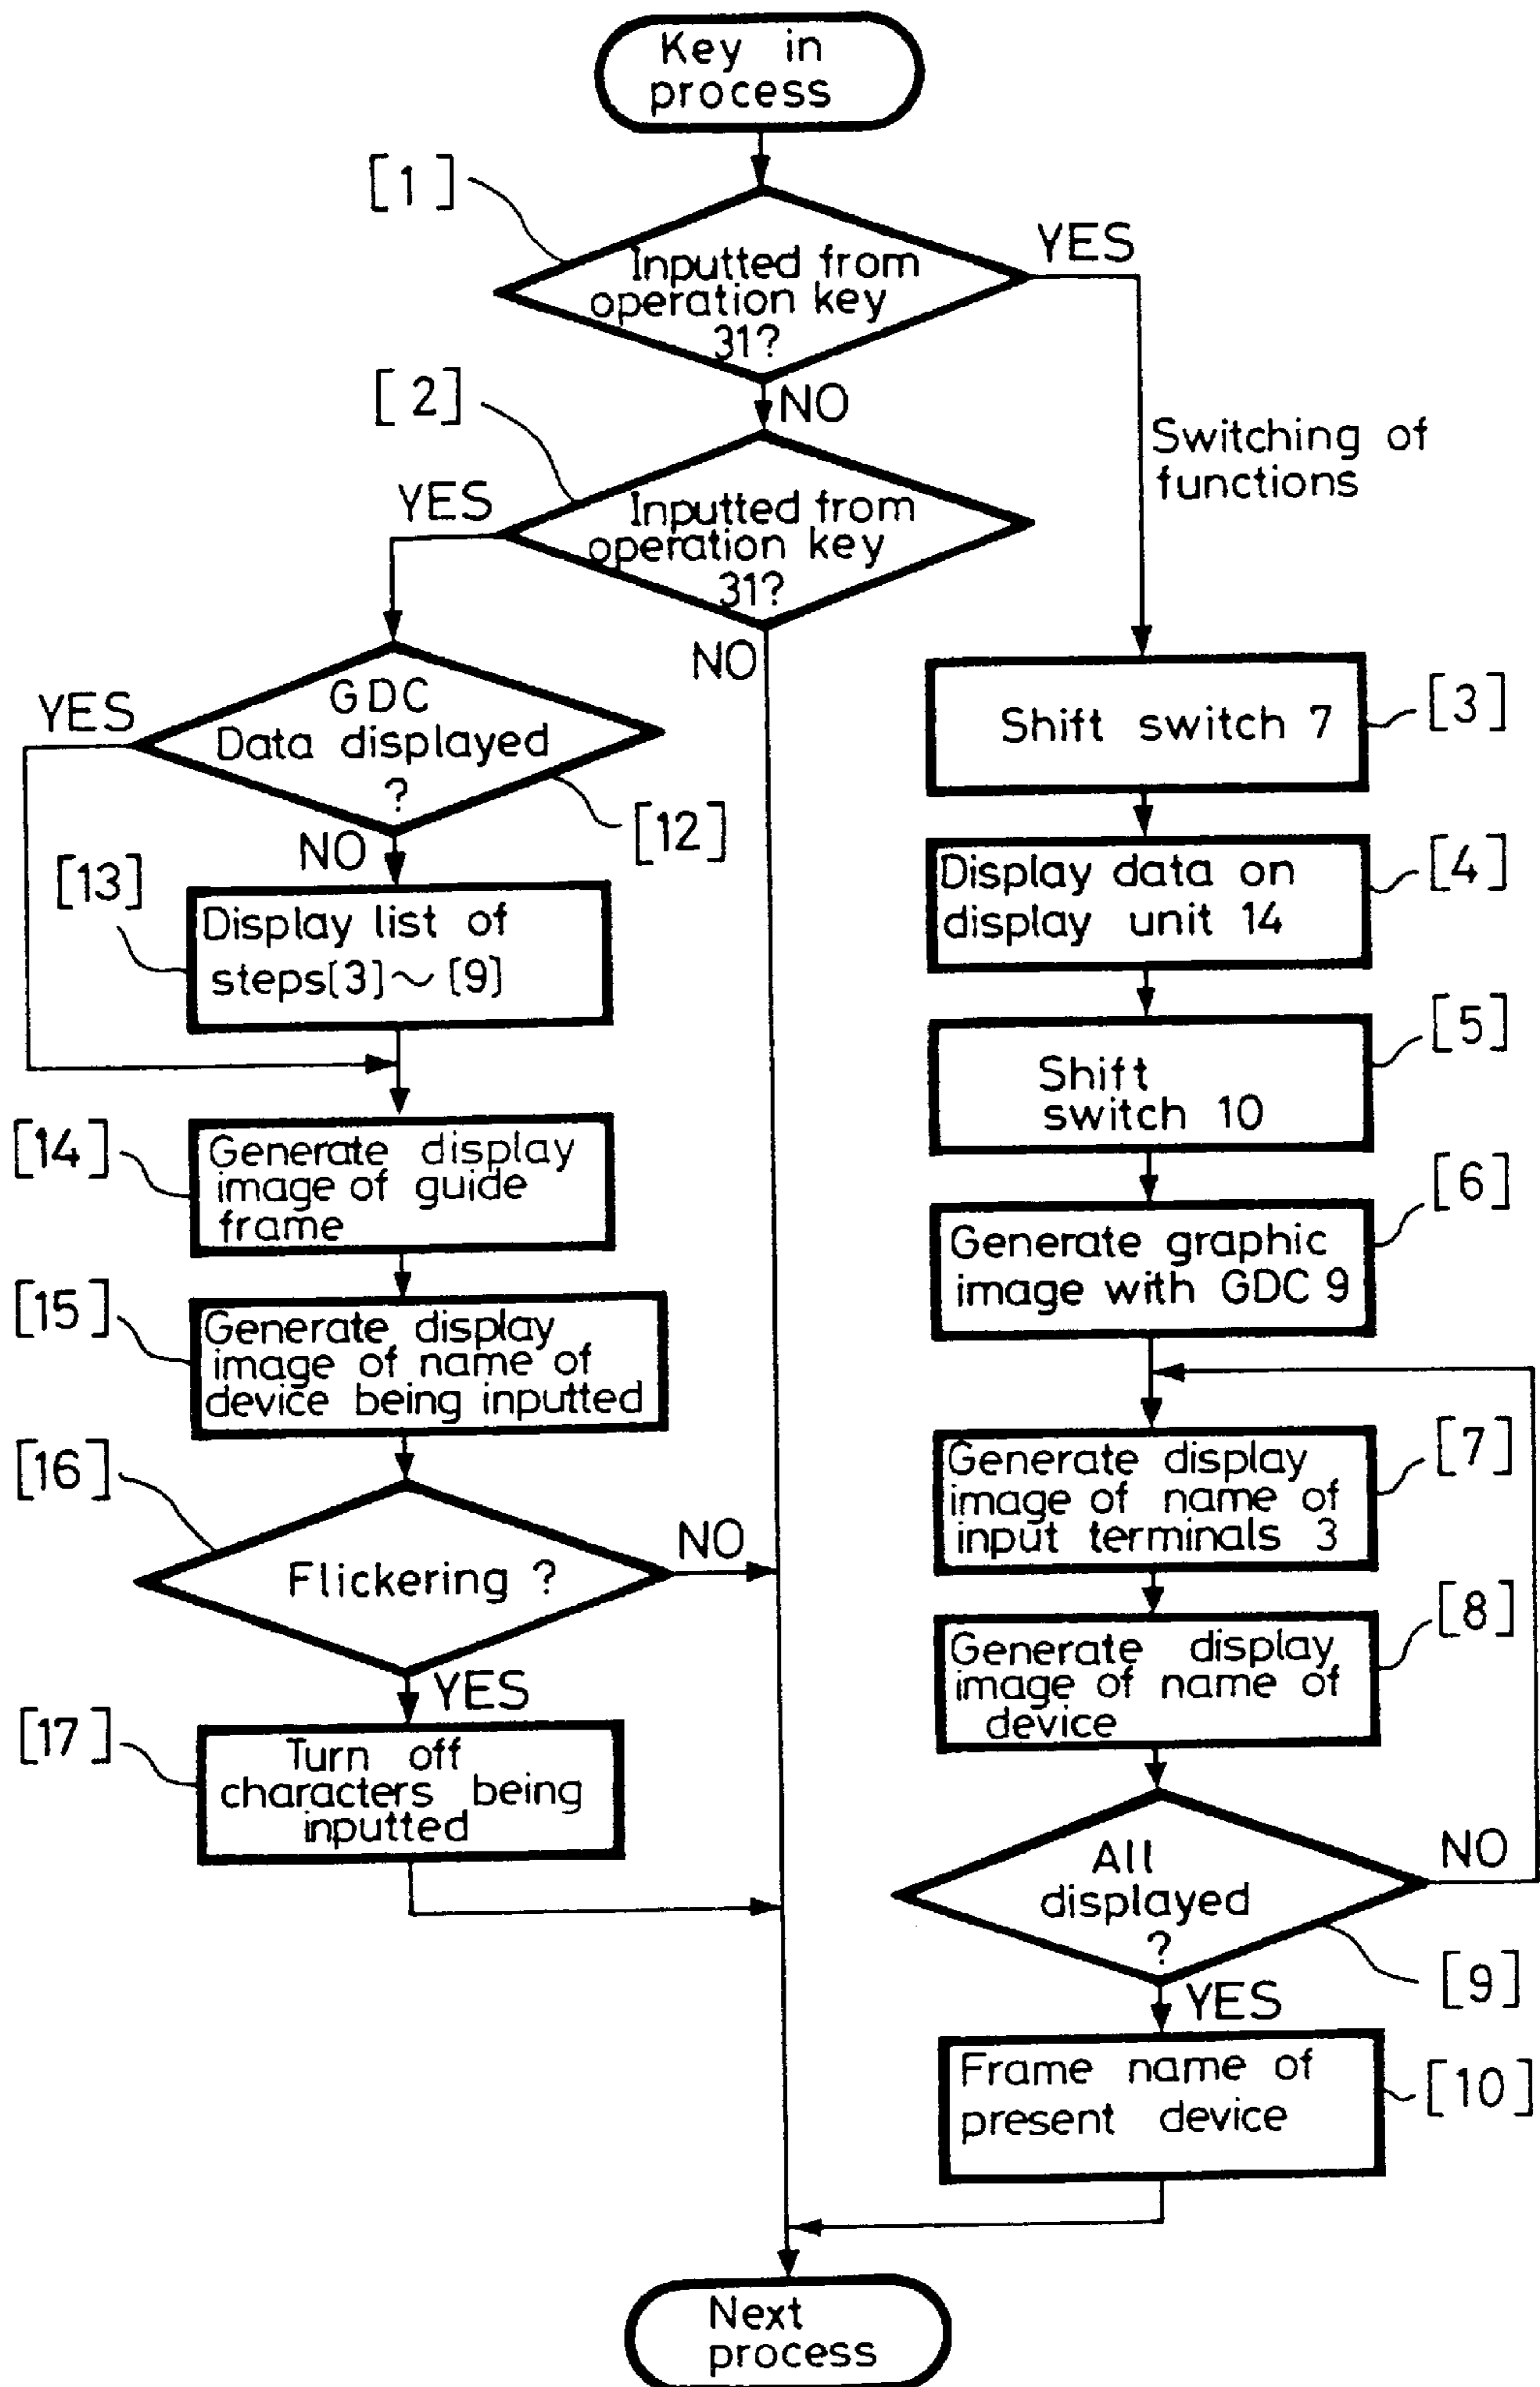 Key in
process
[1]
Inputted from
operation key
31?
YES
NO
Switching of
functions
[2]
Inputted from
operation key
31?
YES
NO
GDC
Data displayed
?
YES
NO
[12]
[13]
Display list of
steps[3]~[9]
[14]
Generate display
image of guide
frame
[15]
Generate display
image of name of
device being inputted
[16]
Flickering ?
NO
YES
[17]
Turn off
characters being
inputted
Shift switch 7
[3]
Display data on
display unit 14
[4]
Shift
switch 10
[5]
Generate graphic
image with GDC 9
[6]
Generate display
image of name of
input terminals 3
[7]
Generate display
image of name of
device
[8]
All
displayed
?
NO
[9]
YES
Frame name of
present device
[10]
Next
process